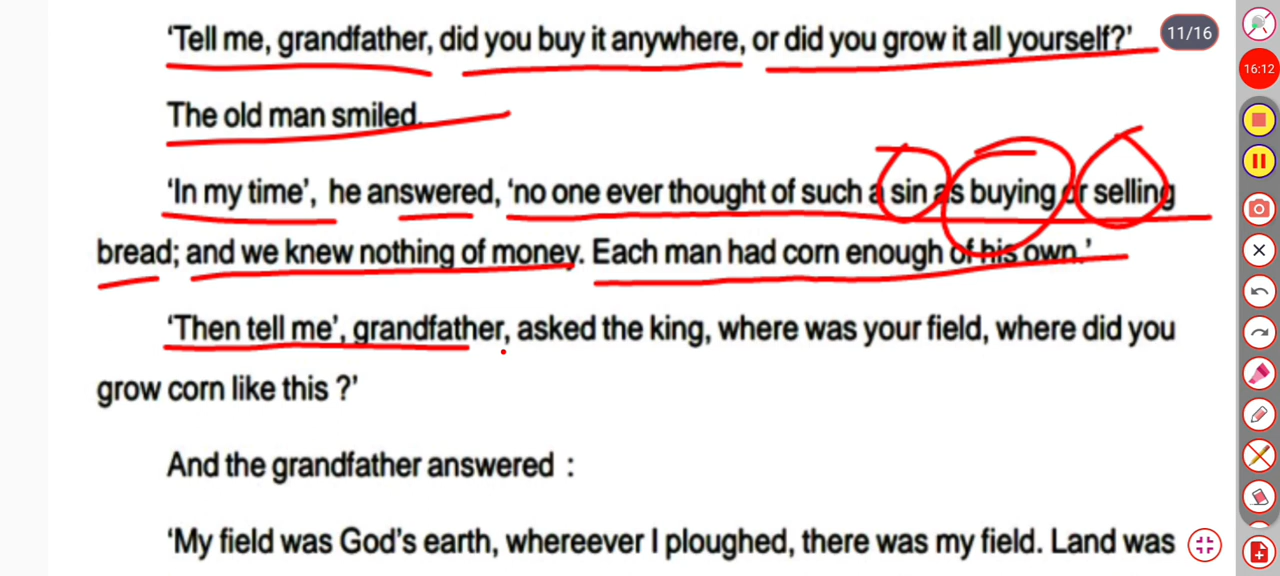 'Tell me, grandfather, did you buy it anywhere, or did you grow it all yourself?'
11/16
16:12
The old man smiled.
'In my time', he answered, 'no one ever thought of such a sin as buying or selling
bread; and we knew nothing of money. Each man had corn enough of his own.'
'Then tell me', grandfather, asked the king, where was your field, where did you
grow corn like this ?'
And the grandfather answered :
'My field was God's earth, whereever I ploughed, there was my field. Land was